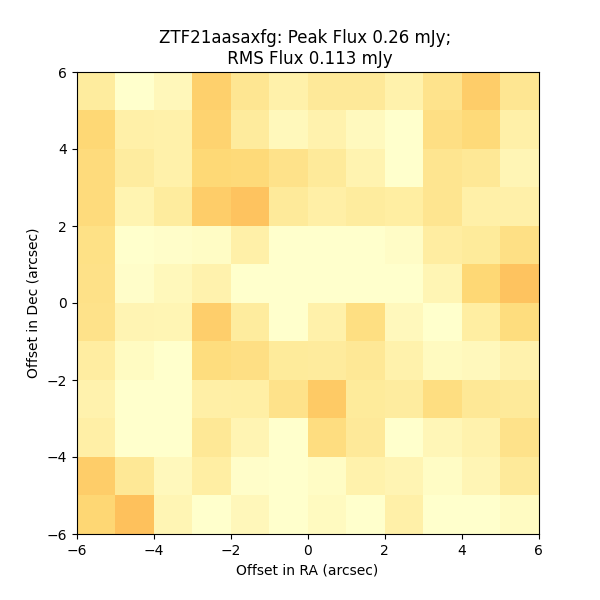 ZTF21aasaxfg: Peak Flux 0.26 mJy;
RMS Flux 0.113 mJy
6
4
2
0
−2
−4
−6
Offset in Dec (arcsec)
−6 −4 −2 0 2 4 6
Offset in RA (arcsec)